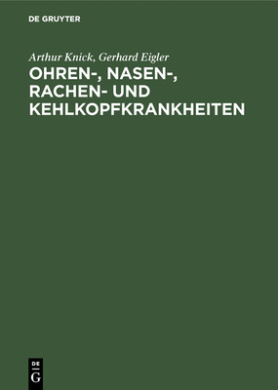 DE GRUYTER
Arthur Knick, Gerhard Eigler
OHREN-, NASEN-,
RACHEN- UND
KEHLKOPFKRANKHEITEN
DE
G